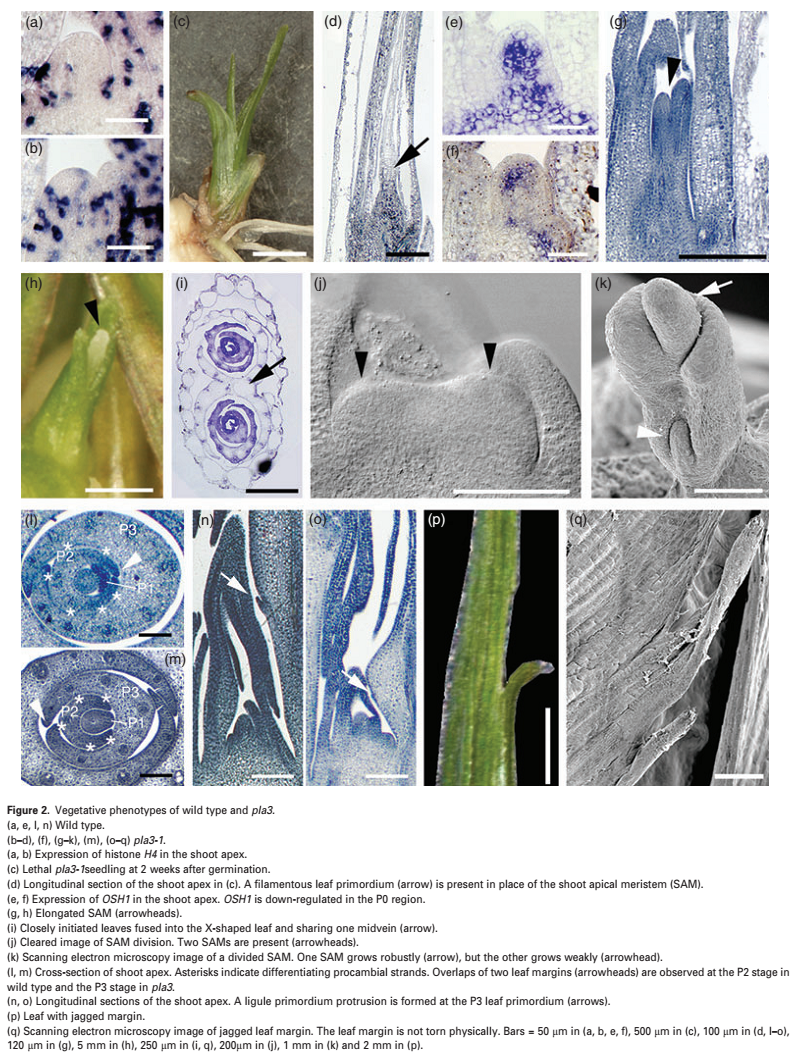 (a)
(c)
(d)
(e)
(g)
(b)
(f)
(h)
(i)
(j)
(k)
(l)
P3
P2
P1
(n)
(o)
(p)
(q)
(m)
P3
P2
P1
Figure 2. Vegetative phenotypes of wild type and pla3.
(a, e, l, n) Wild type.
(b–d), (f), (g–k), (m), (o–q) pla3-1.
(a, b) Expression of histone H4 in the shoot apex.
(c) Lethal pla3-1seedling at 2 weeks after germination.
(d) Longitudinal section of the shoot apex in (c). A filamentous leaf primordium (arrow) is present in place of the shoot apical meristem (SAM).
(e, f) Expression of OSH1 in the shoot apex. OSH1 is down-regulated in the P0 region.
(g, h) Elongated SAM (arrowheads).
(i) Closely initiated leaves fused into the X-shaped leaf and sharing one midvein (arrow).
(j) Cleared image of SAM division. Two SAMs are present (arrowheads).
(k) Scanning electron microscopy image of a divided SAM. One SAM grows robustly (arrow), but the other grows weakly (arrowhead).
(l, m) Cross-section of shoot apex. Asterisks indicate differentiating procambial strands. Overlaps of two leaf margins (arrowheads) are observed at the P2 stage in
wild type and the P3 stage in pla3.
(n, o) Longitudinal sections of the shoot apex. A ligule primordium protrusion is formed at the P3 leaf primordium (arrows).
(p) Leaf with jagged margin.
(q) Scanning electron microscopy image of jagged leaf margin. The leaf margin is not torn physically. Bars = 50 μm in (a, b, e, f), 500 μm in (c), 100 μm in (d, l–o),
120 μm in (g), 5 mm in (h), 250 μm in (i, q), 200μm in (j), 1 mm in (k) and 2 mm in (p).